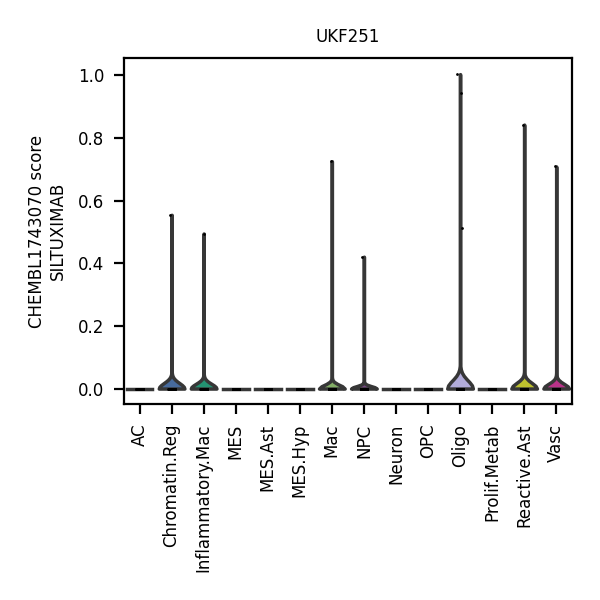 UKF251
CHEMBL1743070 score
SILTUXIMAB
1.0
0.8
0.6
0.4
0.2
0.0
AC
Chromatin.Reg
Inflammatory.Mac
MES
MES.Ast
MES.Hyp
Mac
NPC
Neuron
OPC
Oligo
Prolif.Metab
Reactive.Ast
Vasc